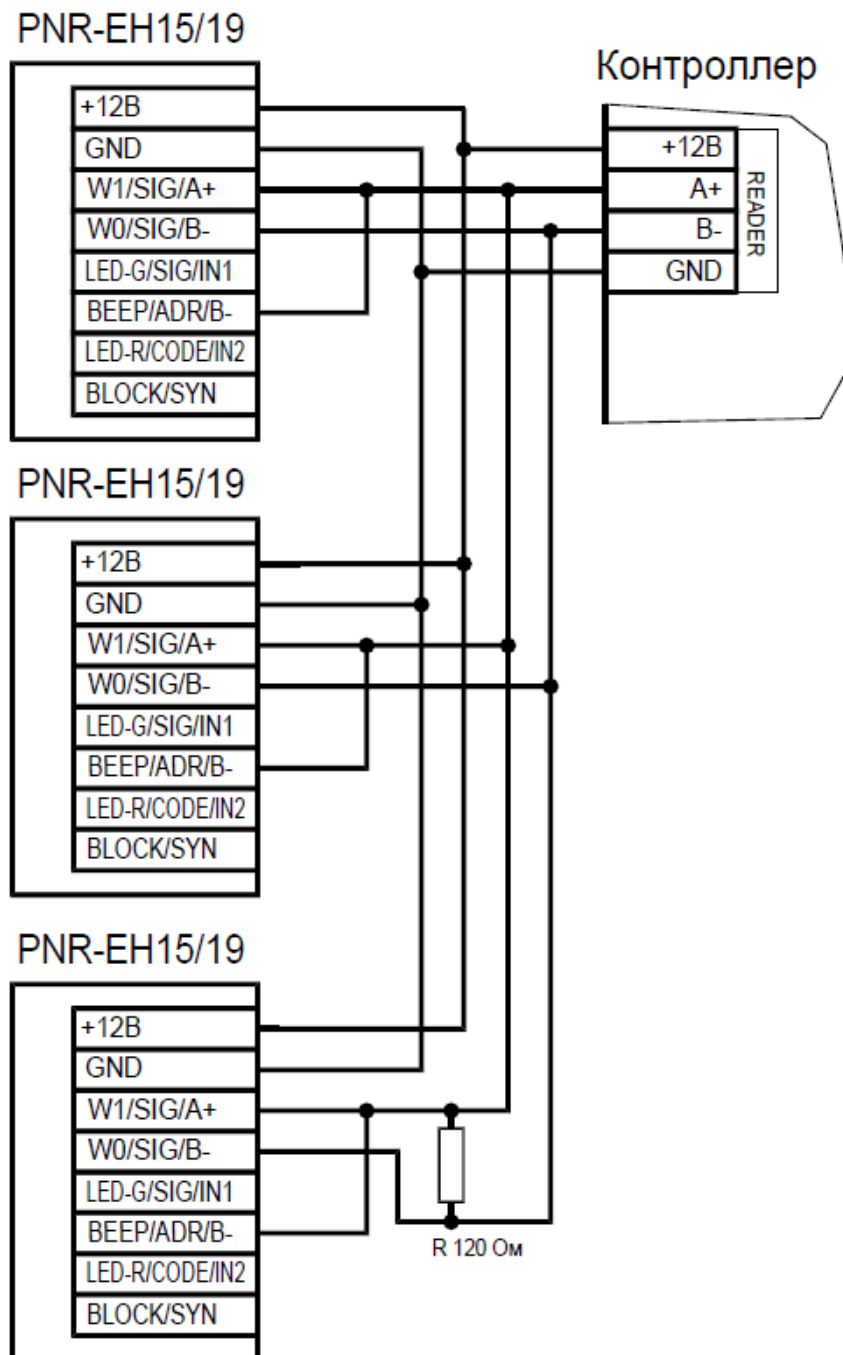 PNR-EH15/19
+12В
GND
W1/SIG/A+
W0/SIG/B-
LED-G/SIG/IN1
BEEP/ADR/B-
LED-R/CODE/IN2
BLOCK/SYN
Контроллер
+12В
A+
B-
GND
READER
PNR-EH15/19
+12В
GND
W1/SIG/A+
W0/SIG/B-
LED-G/SIG/IN1
BEEP/ADR/B-
LED-R/CODE/IN2
BLOCK/SYN
PNR-EH15/19
+12В
GND
W1/SIG/A+
W0/SIG/B-
LED-G/SIG/IN1
BEEP/ADR/B-
LED-R/CODE/IN2
BLOCK/SYN
R 120 Ом